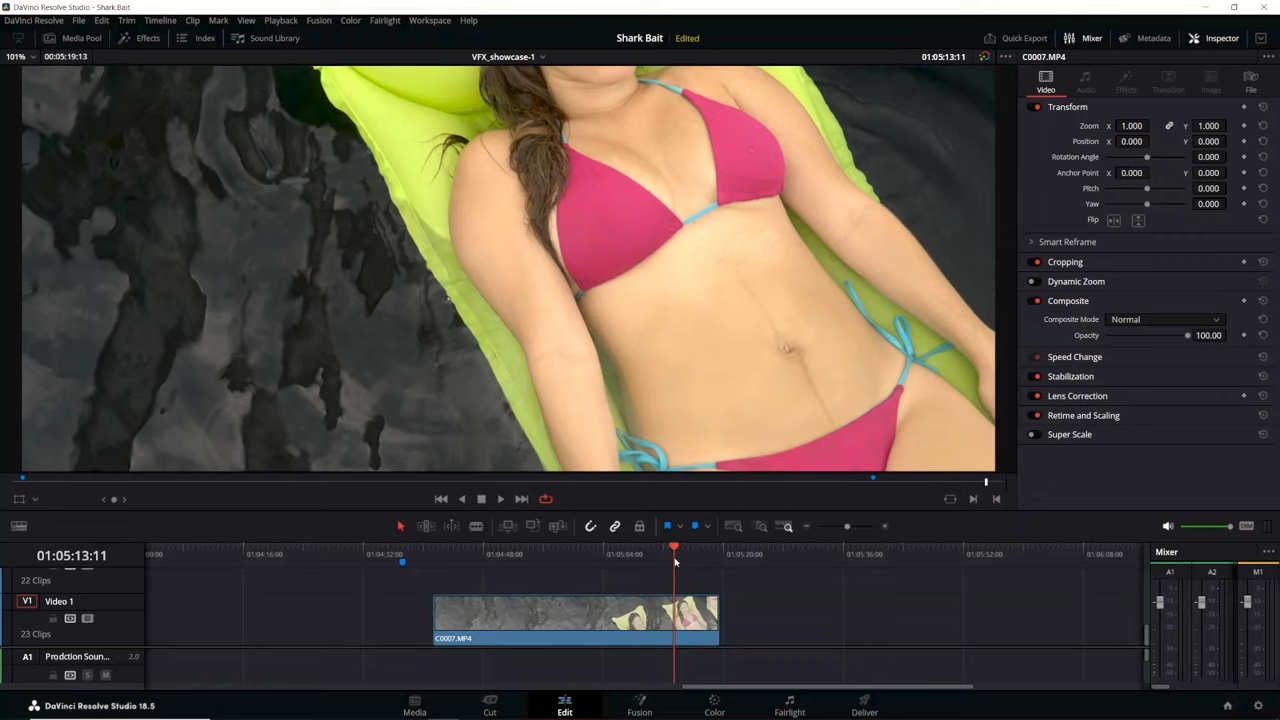 DaVinci Resolve Studio - Shark Bait
DaVinci Resolve File Edit Trim Timeline Clip Mark View Playback Fusion Color Fairlight Workspace Help
Media Pool Effects Index Sound Library Shark Bait Edited Quick Export Mixer Metadata Inspector
101% 00:05:19:13 VFX_showcase-1 01:05:13:11 C0007.MP4
Video Audio Effects Transition Image File
Transform
Zoom X 1.000 Y 1.000
Position X 0.000 Y 0.000
Rotation Angle 0.000
Anchor Point X 0.000 Y 0.000
Pitch 0.000
Yaw 0.000
Flip
Smart Reframe
Cropping
Dynamic Zoom
Composite
Composite Mode Normal
Opacity 100.00
Speed Change
Stabilization
Lens Correction
Retime and Scaling
Super Scale
DIM
01:05:13:11 00:00 01:04:16:00 01:04:32:00 01:04:48:00 01:05:04:00 01:05:20:00 01:05:36:00 01:05:52:00 01:06:08:00
Mixer
A1 A2 M1
22 Clips
V1 Video 1
23 Clips
C0007.MP4
A1 Prodction Soun... 2.0
S M
DaVinci Resolve Studio 18.5
Media Cut Edit Fusion Color Fairlight Deliver